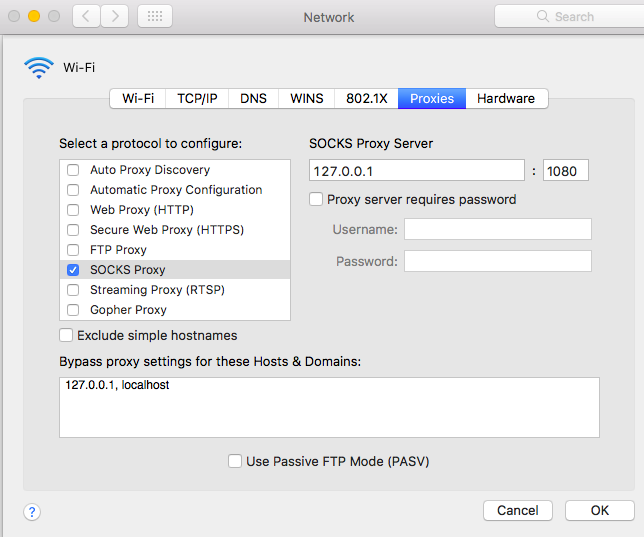 Network
Search
Wi-Fi
Wi-Fi TCP/IP DNS WINS 802.1X Proxies Hardware
Select a protocol to configure:
Auto Proxy Discovery
Automatic Proxy Configuration
Web Proxy (HTTP)
Secure Web Proxy (HTTPS)
FTP Proxy
SOCKS Proxy
Streaming Proxy (RTSP)
Gopher Proxy
Exclude simple hostnames
SOCKS Proxy Server
127.0.0.1 : 1080
Proxy server requires password
Username:
Password:
Bypass proxy settings for these Hosts & Domains:
127.0.0.1, localhost
Use Passive FTP Mode (PASV)
?
Cancel
OK